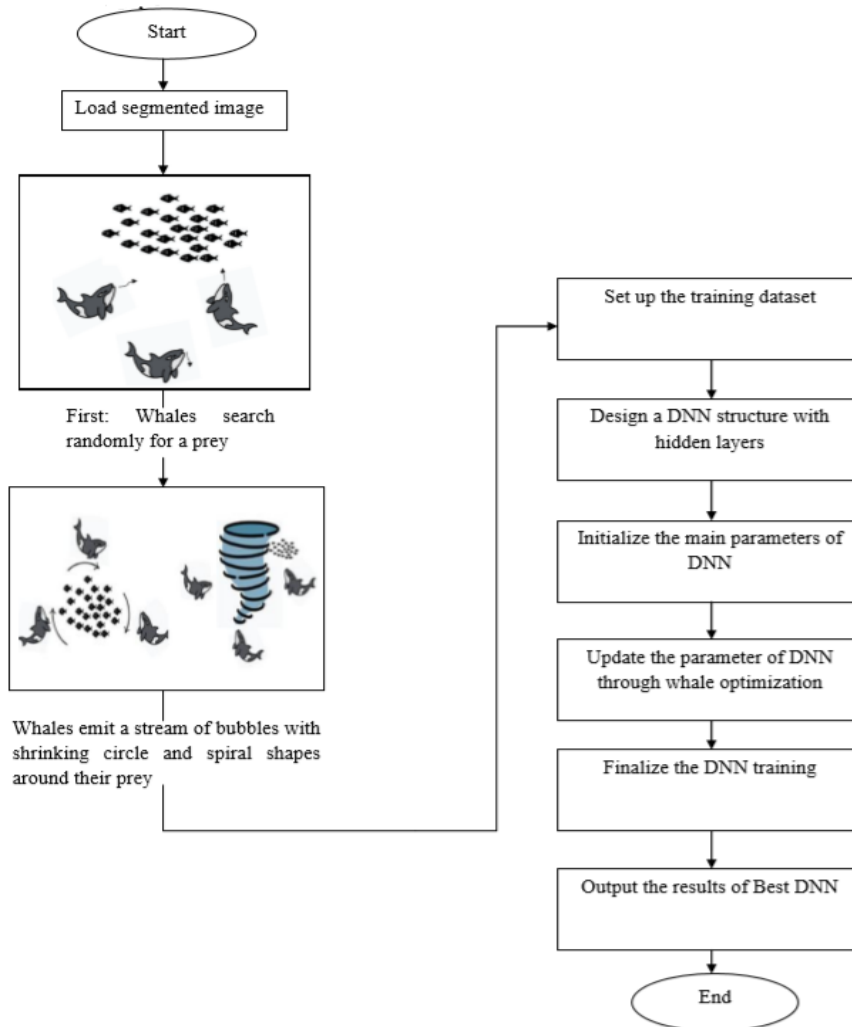 Start
Load segmented image
First: Whales search
randomly for a prey
Whales emit a stream of bubbles with
shrinking circle and spiral shapes
around their prey
Set up the training dataset
Design a DNN structure with
hidden layers
Initialize the main parameters of
DNN
Update the parameter of DNN
through whale optimization
Finalize the DNN training
Output the results of Best DNN
End